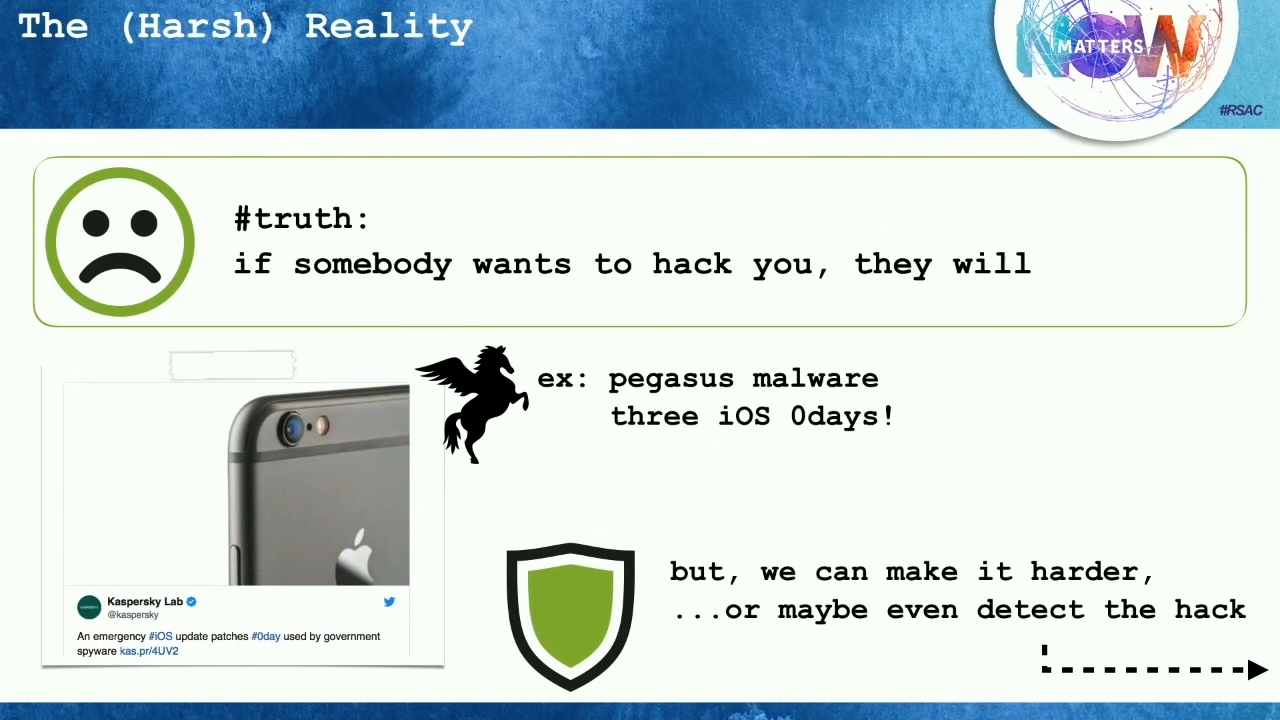 The (Harsh) Reality
NOW
MATTERS
#RSAC
#truth:
if somebody wants to hack you, they will
ex: pegasus malware
three iOS 0days!
Kaspersky Lab
@kaspersky
An emergency #iOS update patches #0day used by government
spyware kas.pr/4UV2
but, we can make it harder,
...or maybe even detect the hack